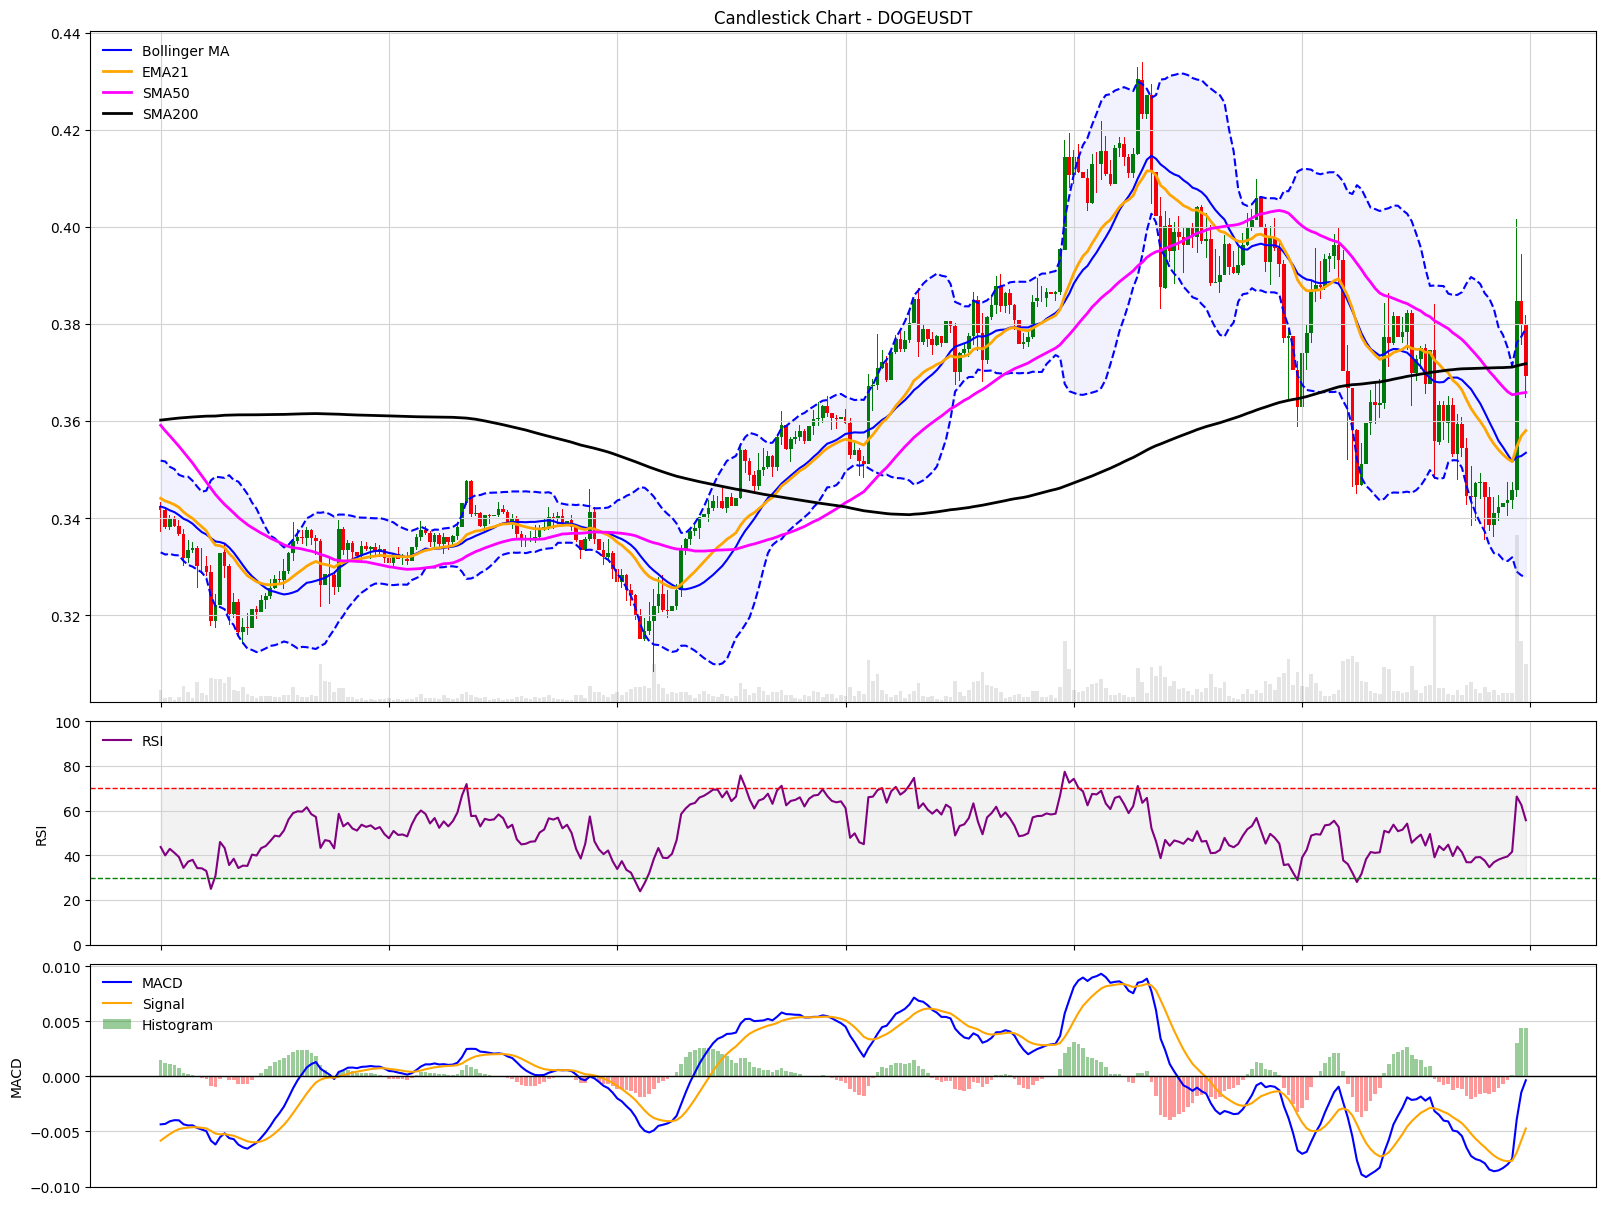 Candlestick Chart - DOGEUSDT
0.44
Bollinger MA
EMA21
SMA50
SMA200
0.42
0.40
0.38
0.36
0.34
0.32
100
RSI
80
60
RSI
40
20
0
0.010
MACD
Signal
Histogram
0.005
MACD
0.000
−0.005
−0.010